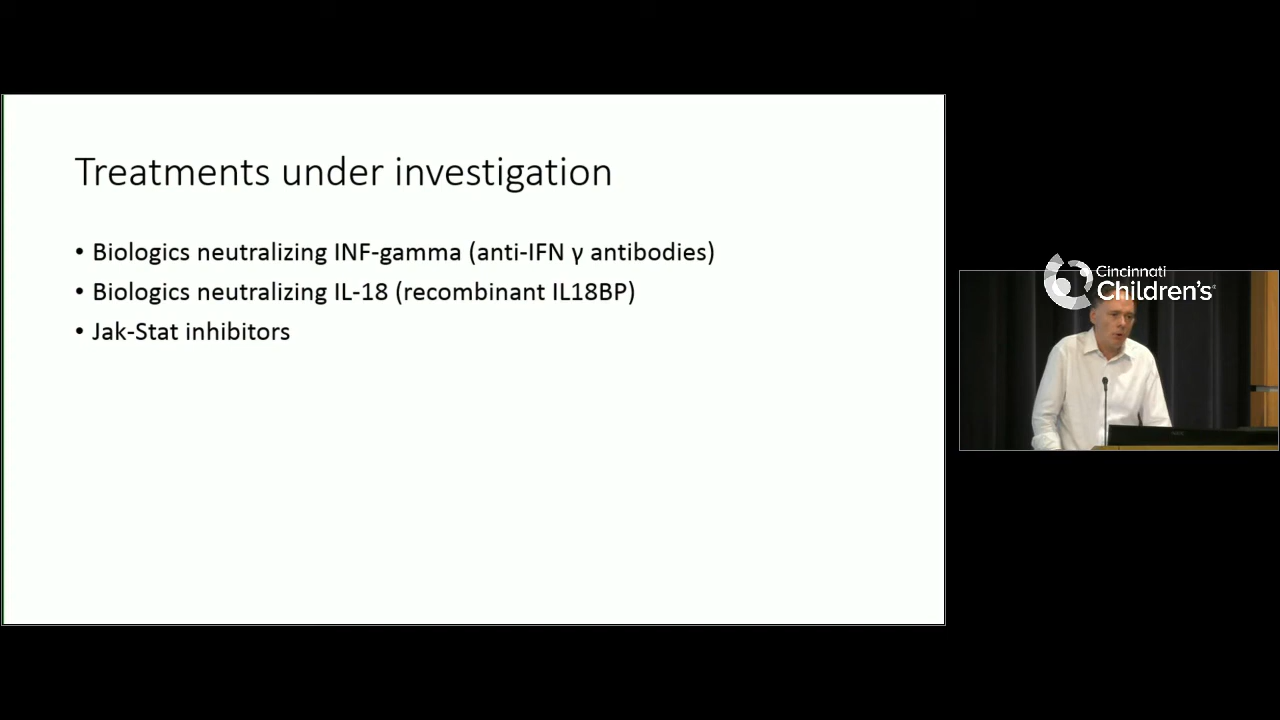 Treatments under investigation
• Biologics neutralizing INF-gamma (anti-IFN γ antibodies)
• Biologics neutralizing IL-18 (recombinant IL18BP)
• Jak-Stat inhibitors
Cincinnati
Children's